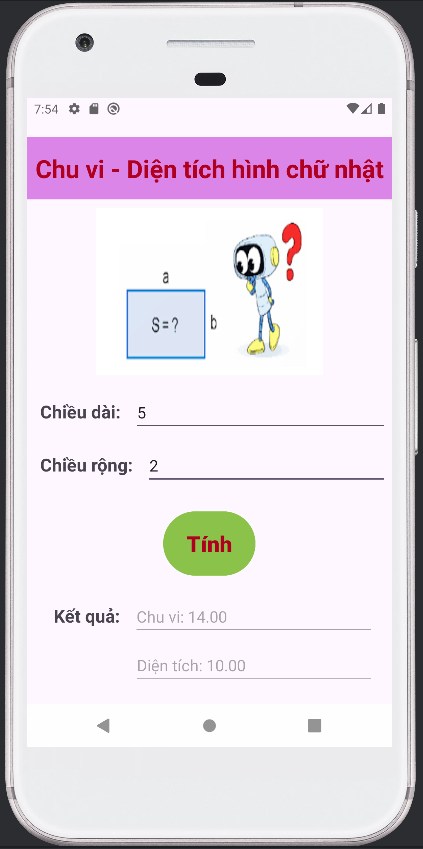 7:54
Chu vi - Diện tích hình chữ nhật
a
S = ?
b
?
Chiều dài: 5
Chiều rộng: 2
Tính
Kết quả: Chu vi: 14.00
Diện tích: 10.00